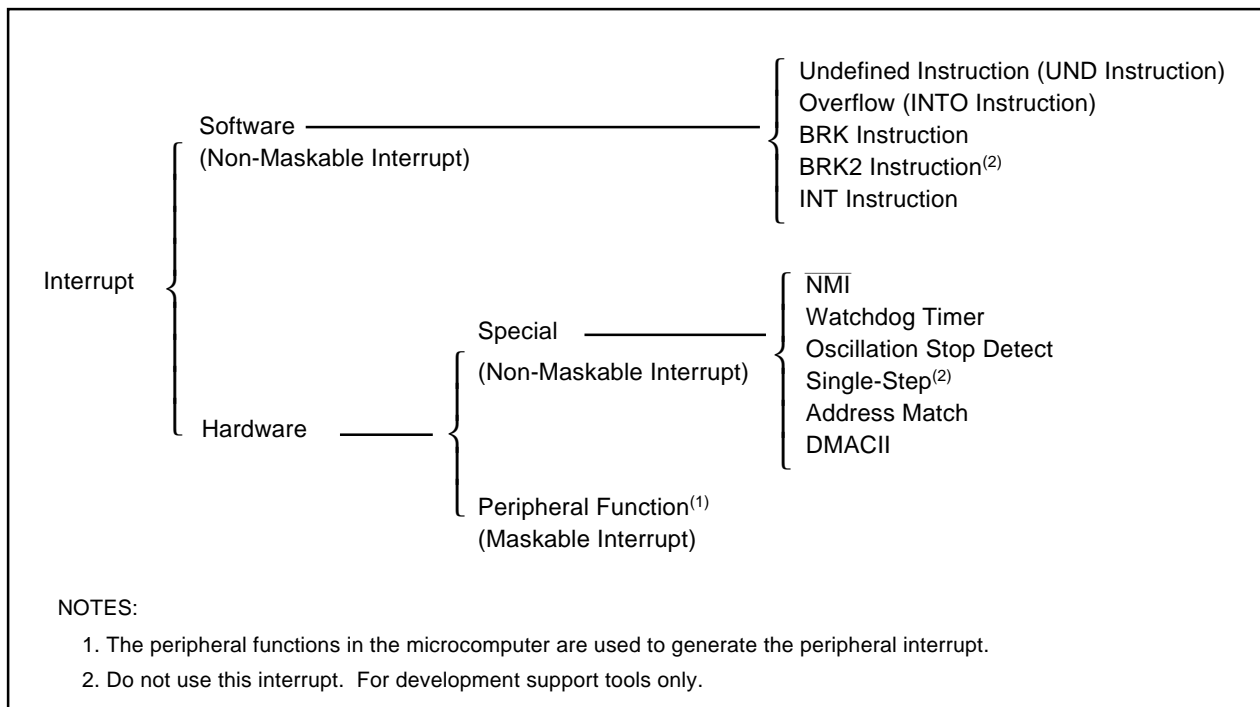 Undefined Instruction (UND Instruction)
Overflow (INTO Instruction)
Software
BRK Instruction
(Non-Maskable Interrupt)
BRK2 Instruction(2)
INT Instruction
Interrupt
NMI
Special
Watchdog Timer
Oscillation Stop Detect
(Non-Maskable Interrupt)
Single-Step(2)
Address Match
Hardware
DMACII
Peripheral Function(1)
(Maskable Interrupt)
NOTES:
1. The peripheral functions in the microcomputer are used to generate the peripheral interrupt.
2. Do not use this interrupt. For development support tools only.